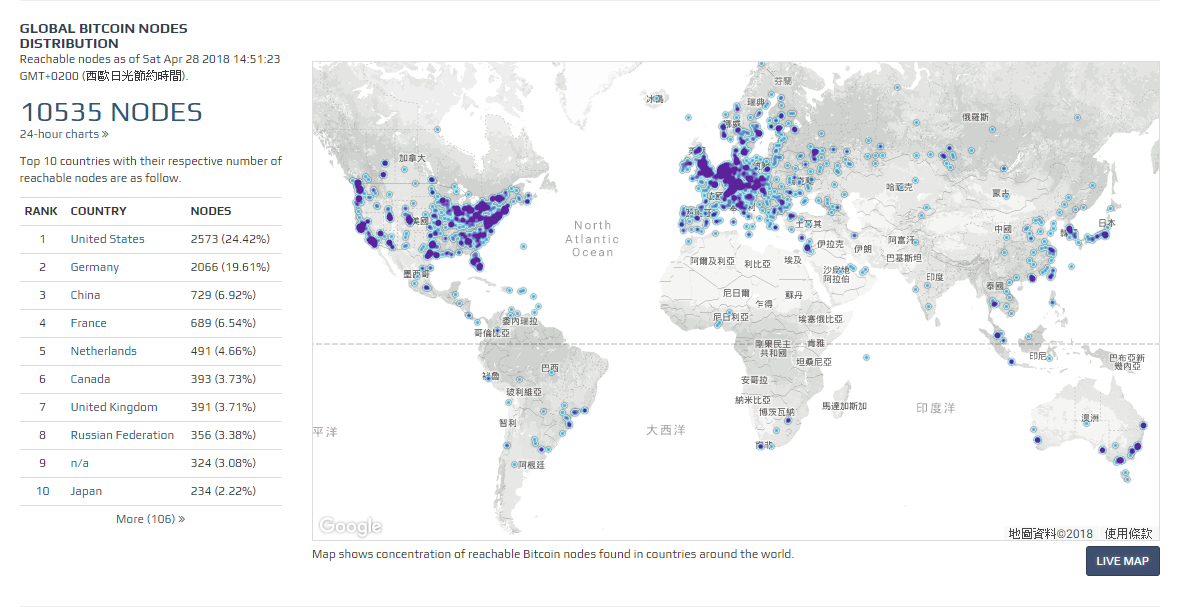 GLOBAL BITCOIN NODES
DISTRIBUTION
Reachable nodes as of Sat Apr 28 2018 14:51:23
GMT+0200 (西歐日光節約時間).
10535 NODES
24-hour charts »
Top 10 countries with their respective number of
reachable nodes are as follow.
RANK COUNTRY NODES
1 United States 2573 (24.42%)
2 Germany 2066 (19.61%)
3 China 729 (6.92%)
4 France 689 (6.54%)
5 Netherlands 491 (4.66%)
6 Canada 393 (3.73%)
7 United Kingdom 391 (3.71%)
8 Russian Federation 356 (3.38%)
9 n/a 324 (3.08%)
10 Japan 234 (2.22%)
More (106) »
芬蘭
冰島
瑞典
俄羅斯
挪威
加拿大
哈薩克
蒙古
美國
North
Atlantic
Ocean
土耳其
中國
日本
伊拉克
伊朗
阿富汗
巴基斯坦
阿爾及利亞
利比亞
埃及
沙烏地
阿拉伯
印度
墨西哥
泰國
尼日爾
蘇丹
乍得
尼日利亞
埃塞俄比亞
委內瑞拉
哥倫比亞
剛果民主
共和國
肯雅
坦桑尼亞
印尼
巴布亞新
幾內亞
巴西
秘魯
玻利維亞
安哥拉
納米比亞
博茨瓦納
馬達加斯加
印度洋
澳洲
智利
平洋
大西洋
南非
阿根廷
Google
地圖資料©2018 使用條款
Map shows concentration of reachable Bitcoin nodes found in countries around the world.
LIVE MAP